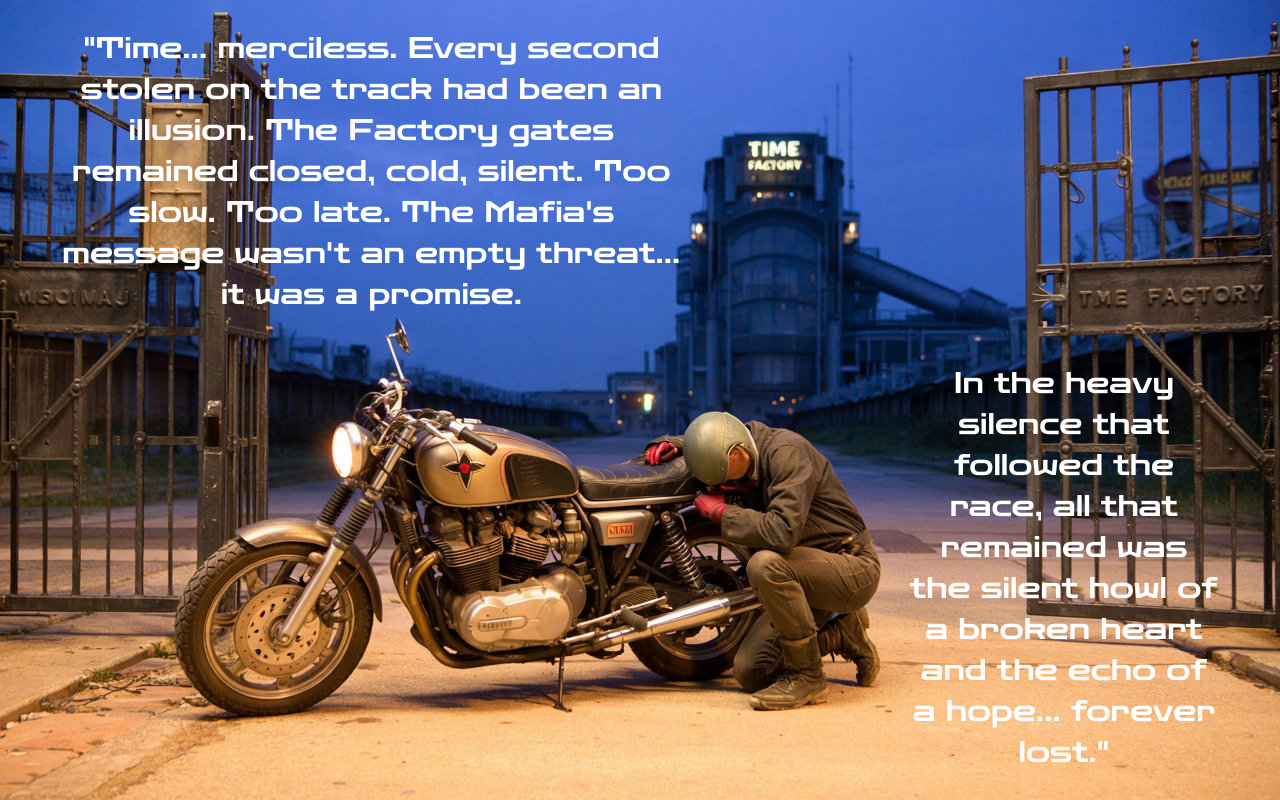 "Time... merciless. Every second
stolen on the track had been an
illusion. The Factory gates
remained closed, cold, silent. Too
slow. Too late. The Mafia's
message wasn't an empty threat...
it was a promise.
TIME
FACTORY
TME FACTORY
In the heavy
silence that
followed the
race, all that
remained was
the silent howl of
a broken heart
and the echo of
a hope... forever
lost."